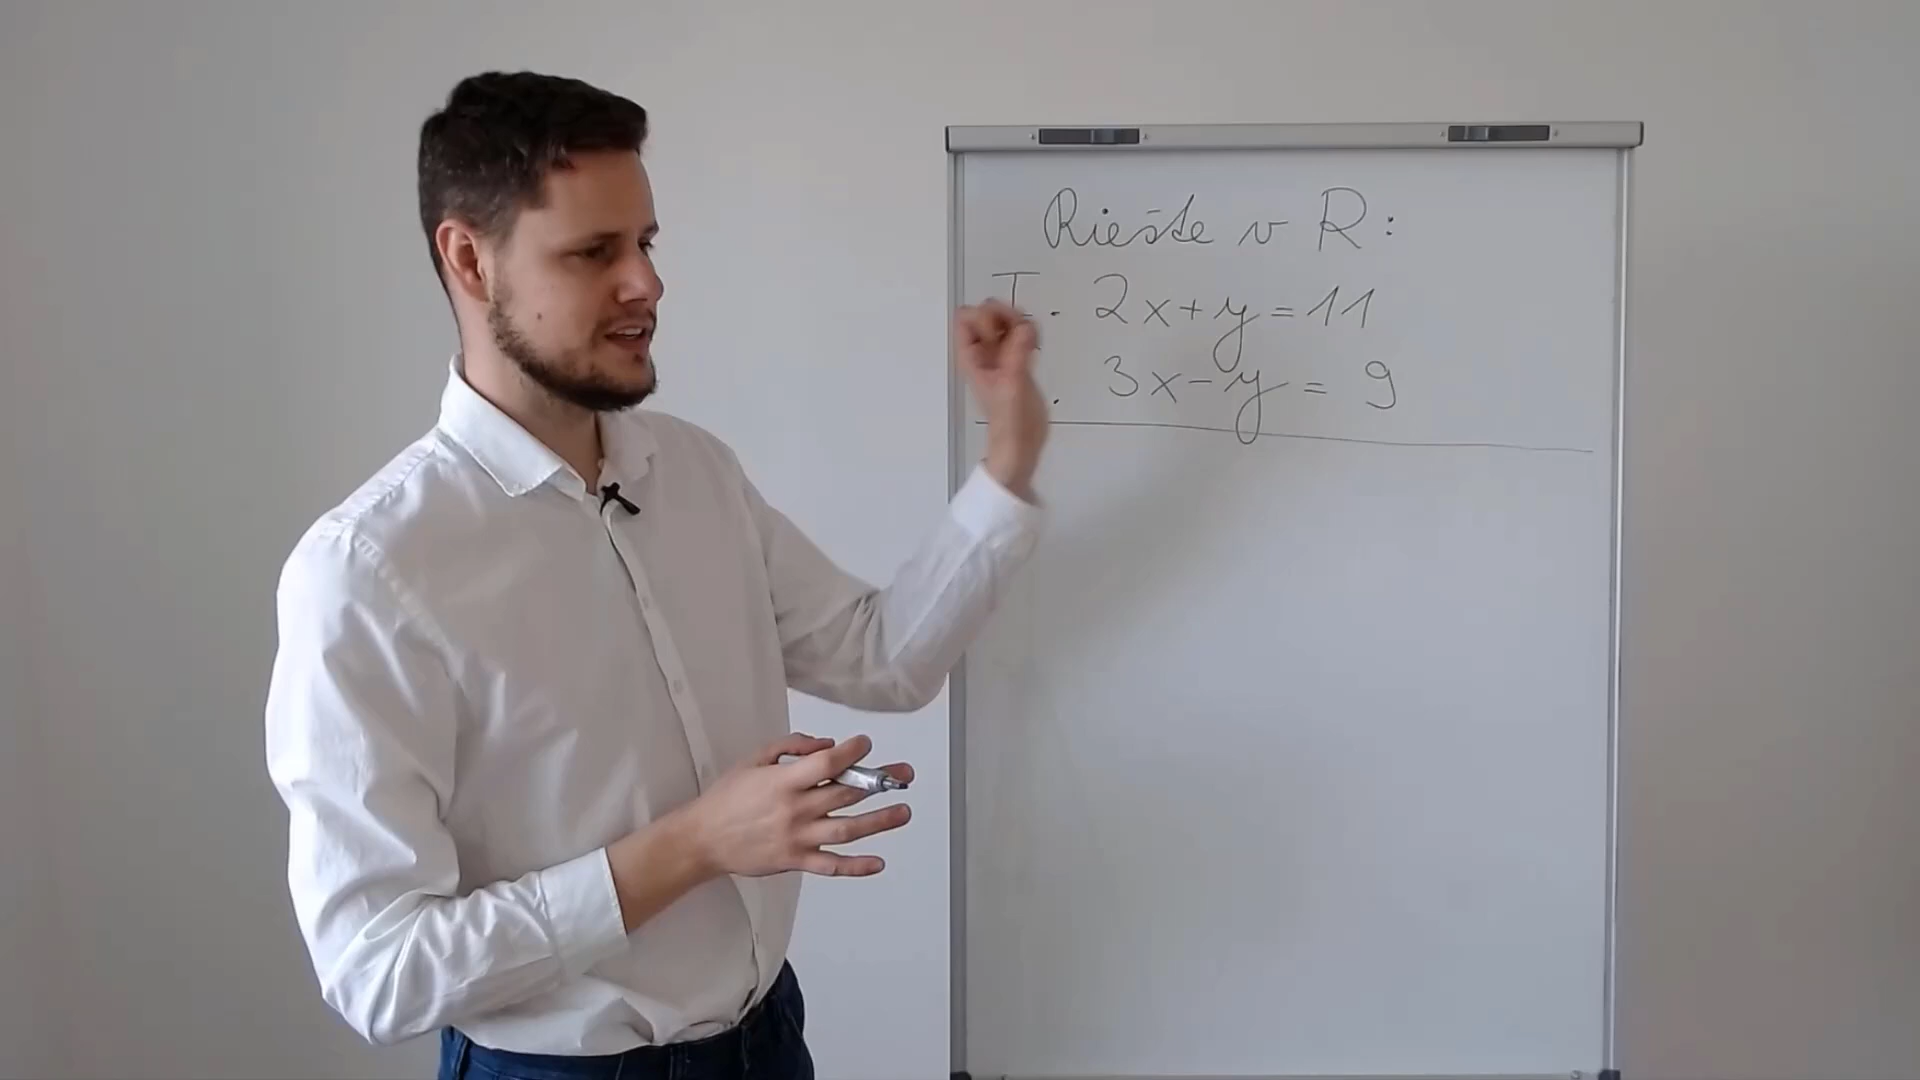 Riešte v R:
I. 2x+y=11
3x-y=9